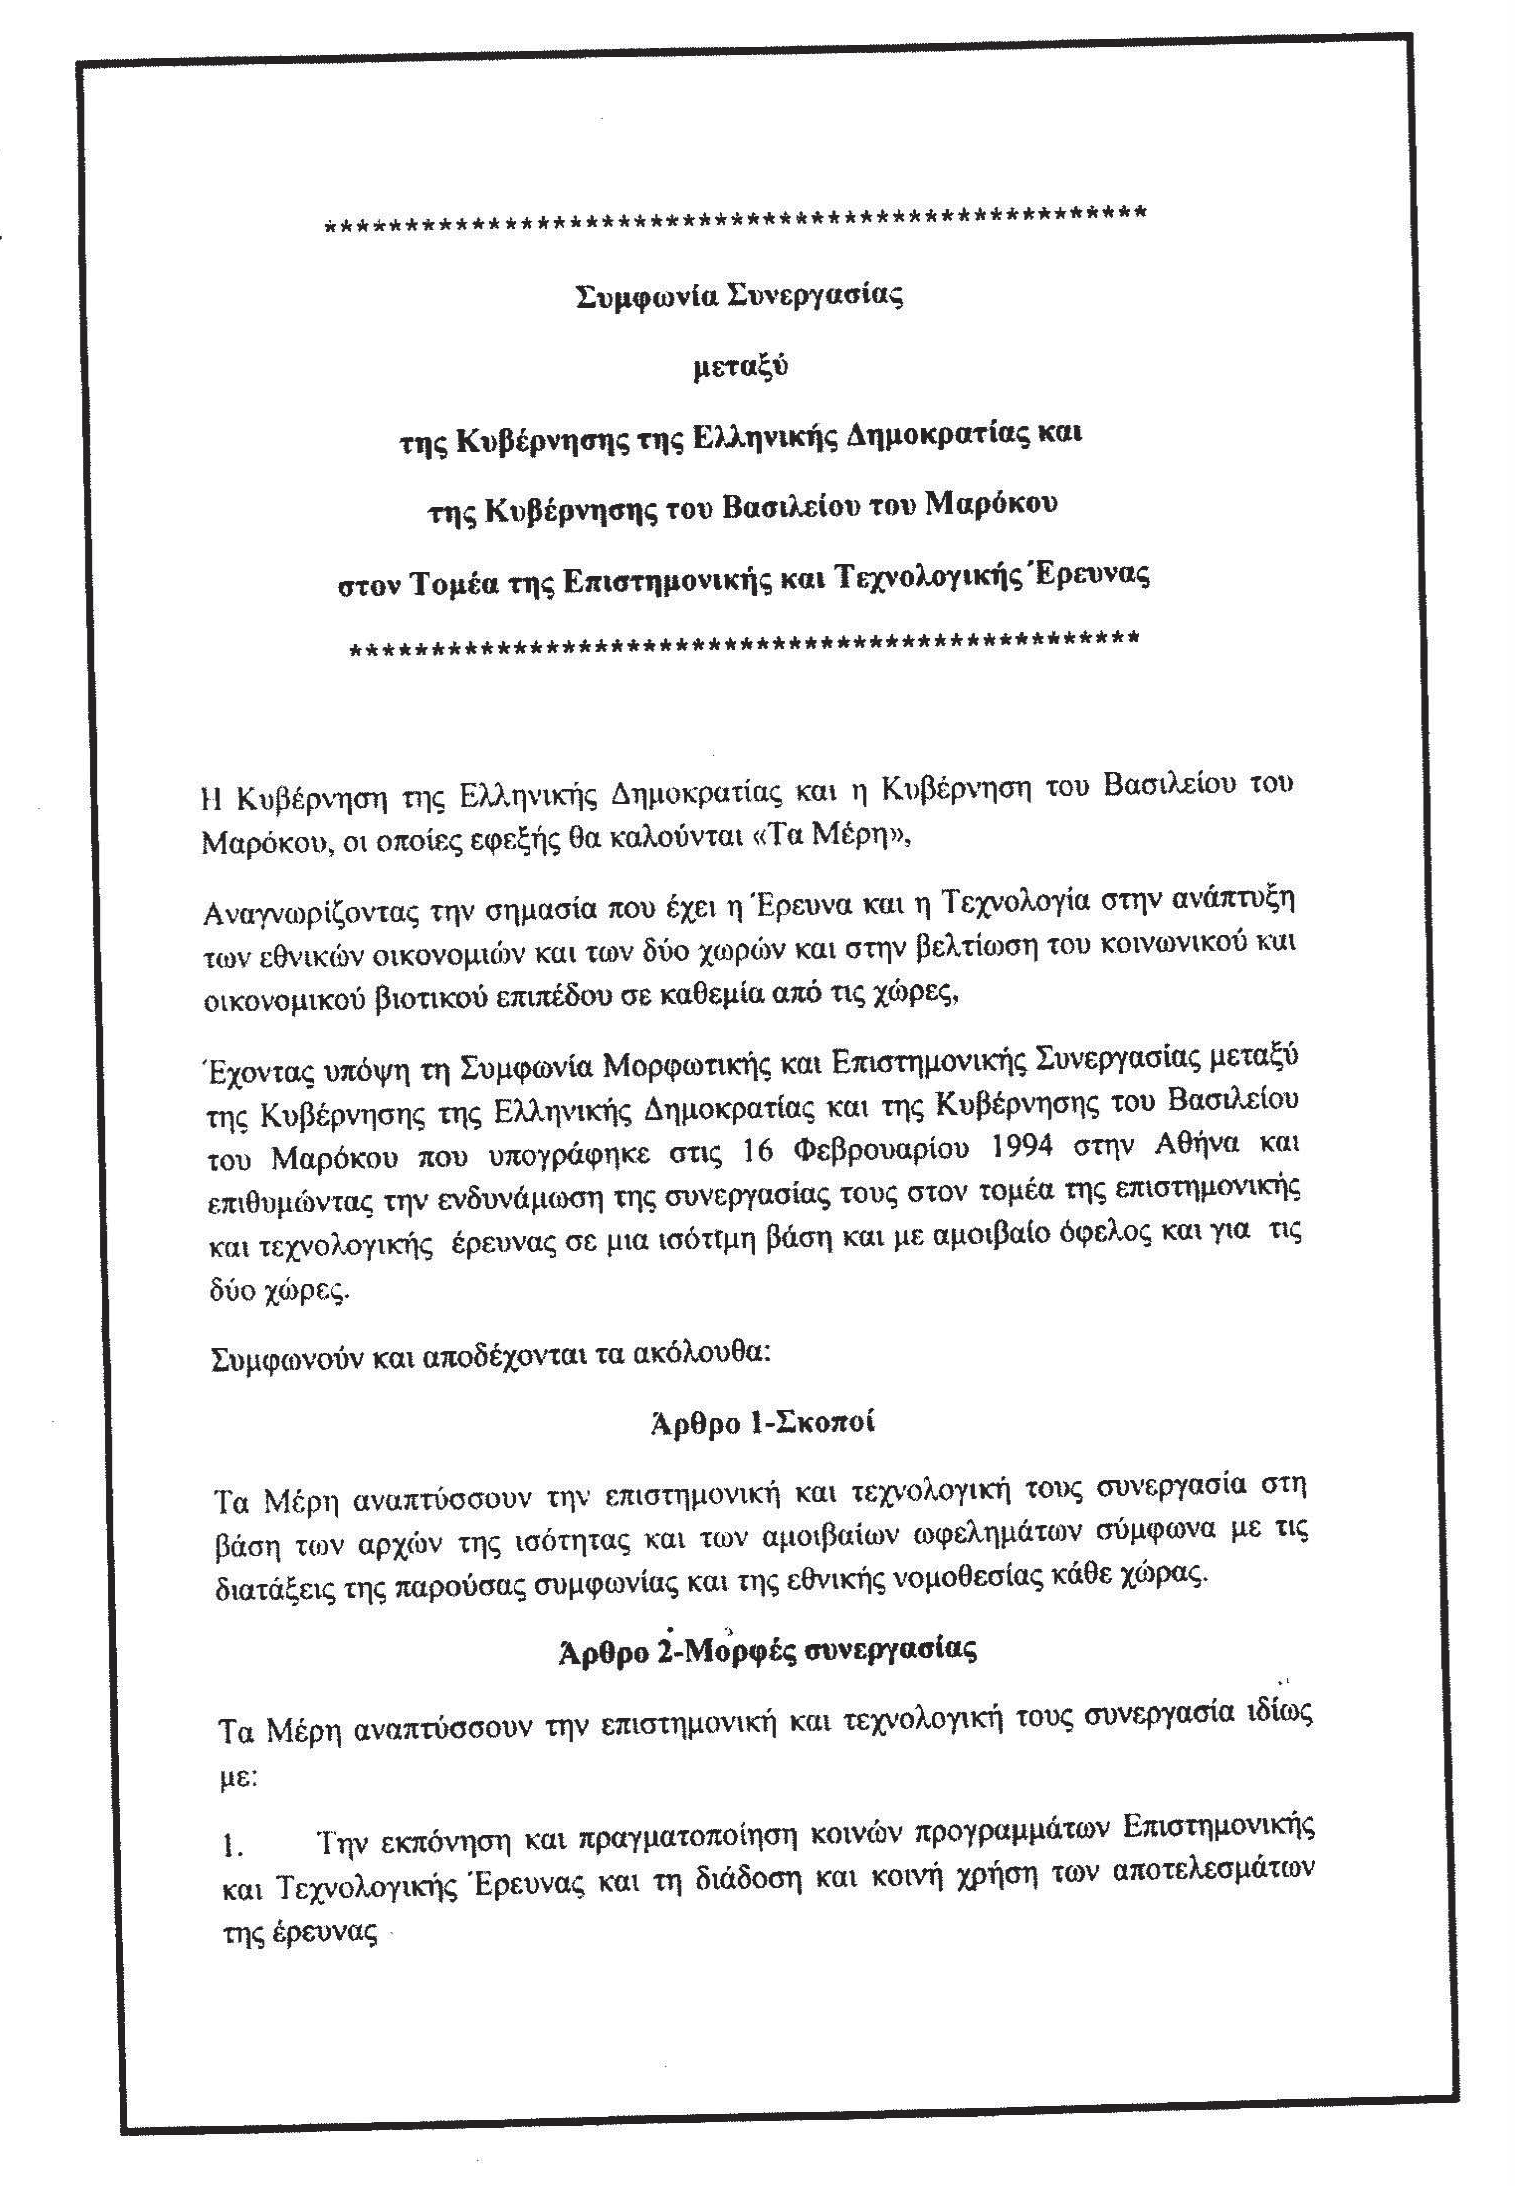 ***************************************************
Συμφωνία Συνεργασίας
μεταξύ
της Κυβέρνησης της Ελληνικής Δημοκρατίας και
της Κυβέρνησης του Βασιλείου του Μαρόκου
στον Τομέα της Επιστημονικής και Τεχνολογικής Έρευνας
*************************************************
Η Κυβέρνηση της Ελληνικής Δημοκρατίας και η Κυβέρνηση του Βασιλείου του
Μαρόκου, οι οποίες εφεξής θα καλούνται «Τα Μέρη»,
Αναγνωρίζοντας την σημασία που έχει η Έρευνα και η Τεχνολογία στην ανάπτυξη
των εθνικών οικονομιών και των δύο χωρών και στην βελτίωση του κοινωνικού και
οικονομικού βιοτικού επιπέδου σε καθεμία από τις χώρες,
Έχοντας υπόψη τη Συμφωνία Μορφωτικής και Επιστημονικής Συνεργασίας μεταξύ
της Κυβέρνησης της Ελληνικής Δημοκρατίας και της Κυβέρνησης του Βασιλείου
του Μαρόκου που υπογράφηκε στις 16 Φεβρουαρίου 1994 στην Αθήνα και
επιθυμώντας την ενδυνάμωση της συνεργασίας τους στον τομέα της επιστημονικής
και τεχνολογικής έρευνας σε μια ισότιμη βάση και με αμοιβαίο όφελος και για τις
δύο χώρες.
Συμφωνούν και αποδέχονται τα ακόλουθα:
Άρθρο 1-Σκοποί
Τα Μέρη αναπτύσσουν την επιστημονική και τεχνολογική τους συνεργασία στη
βάση των αρχών της ισότητας και των αμοιβαίων ωφελημάτων σύμφωνα με τις
διατάξεις της παρούσας συμφωνίας και της εθνικής νομοθεσίας κάθε χώρας.
Άρθρο 2-Μορφές συνεργασίας
Τα Μέρη αναπτύσσουν την επιστημονική και τεχνολογική τους συνεργασία ιδίως
με:
1. Την εκπόνηση και πραγματοποίηση κοινών προγραμμάτων Επιστημονικής
και Τεχνολογικής Έρευνας και τη διάδοση και κοινή χρήση των αποτελεσμάτων
της έρευνας